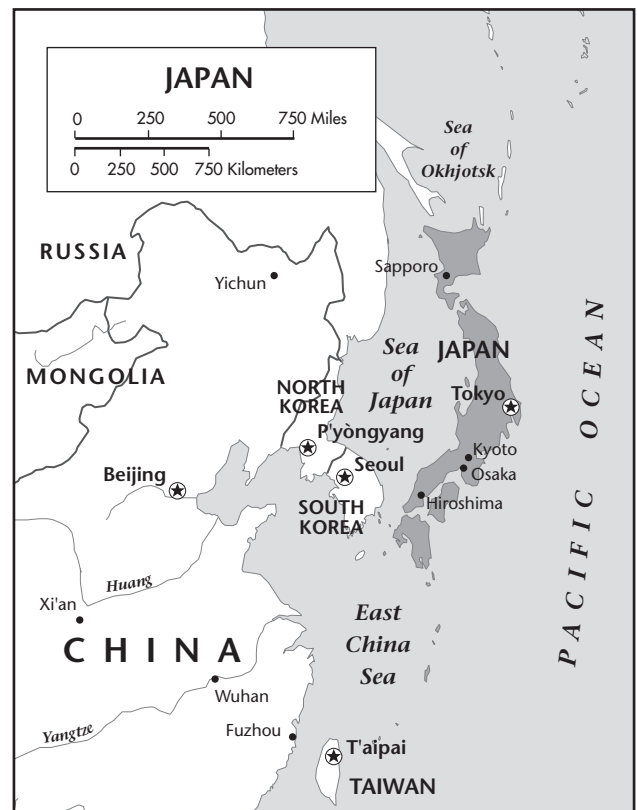 JAPAN
0 250 500 750 Miles
0 250 500 750 Kilometers
Sea
of
Okhjotsk
RUSSIA
Yichun
Sapporo
MONGOLIA
Sea
of
Japan
JAPAN
NORTH
KOREA
Tokyo
P'yòngyang
Kyoto
Seoul
Osaka
Beijing
Hiroshima
SOUTH
KOREA
PACIFIC OCEAN
Huang
Xi'an
East
China
Sea
CHINA
Wuhan
Yangtze
Fuzhou
T'aipai
TAIWAN